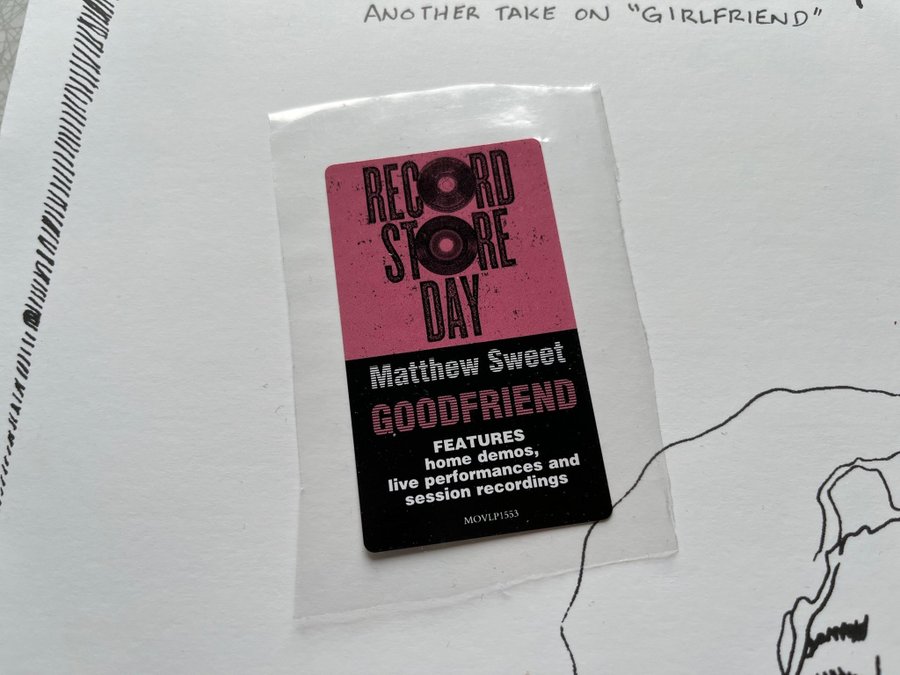 ANOTHER TAKE ON "GIRLFRIEND"
RECORD
STORE
DAY
Matthew Sweet
GOODFRIEND
FEATURES
home demos,
live performances and
session recordings
MOVLP1553